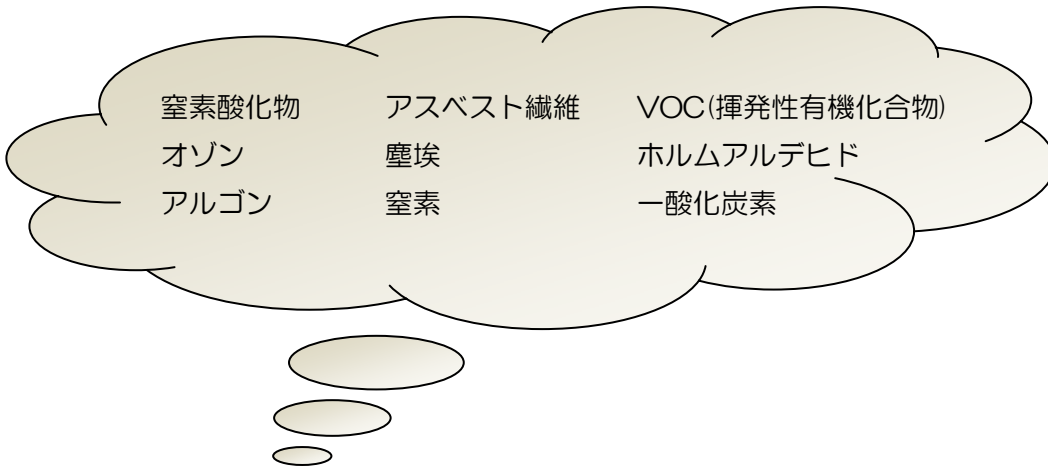 窒素酸化物 アスベスト繊維 VOC(揮発性有機化合物)
オゾン 塵埃 ホルムアルデヒド
アルゴン 窒素 一酸化炭素